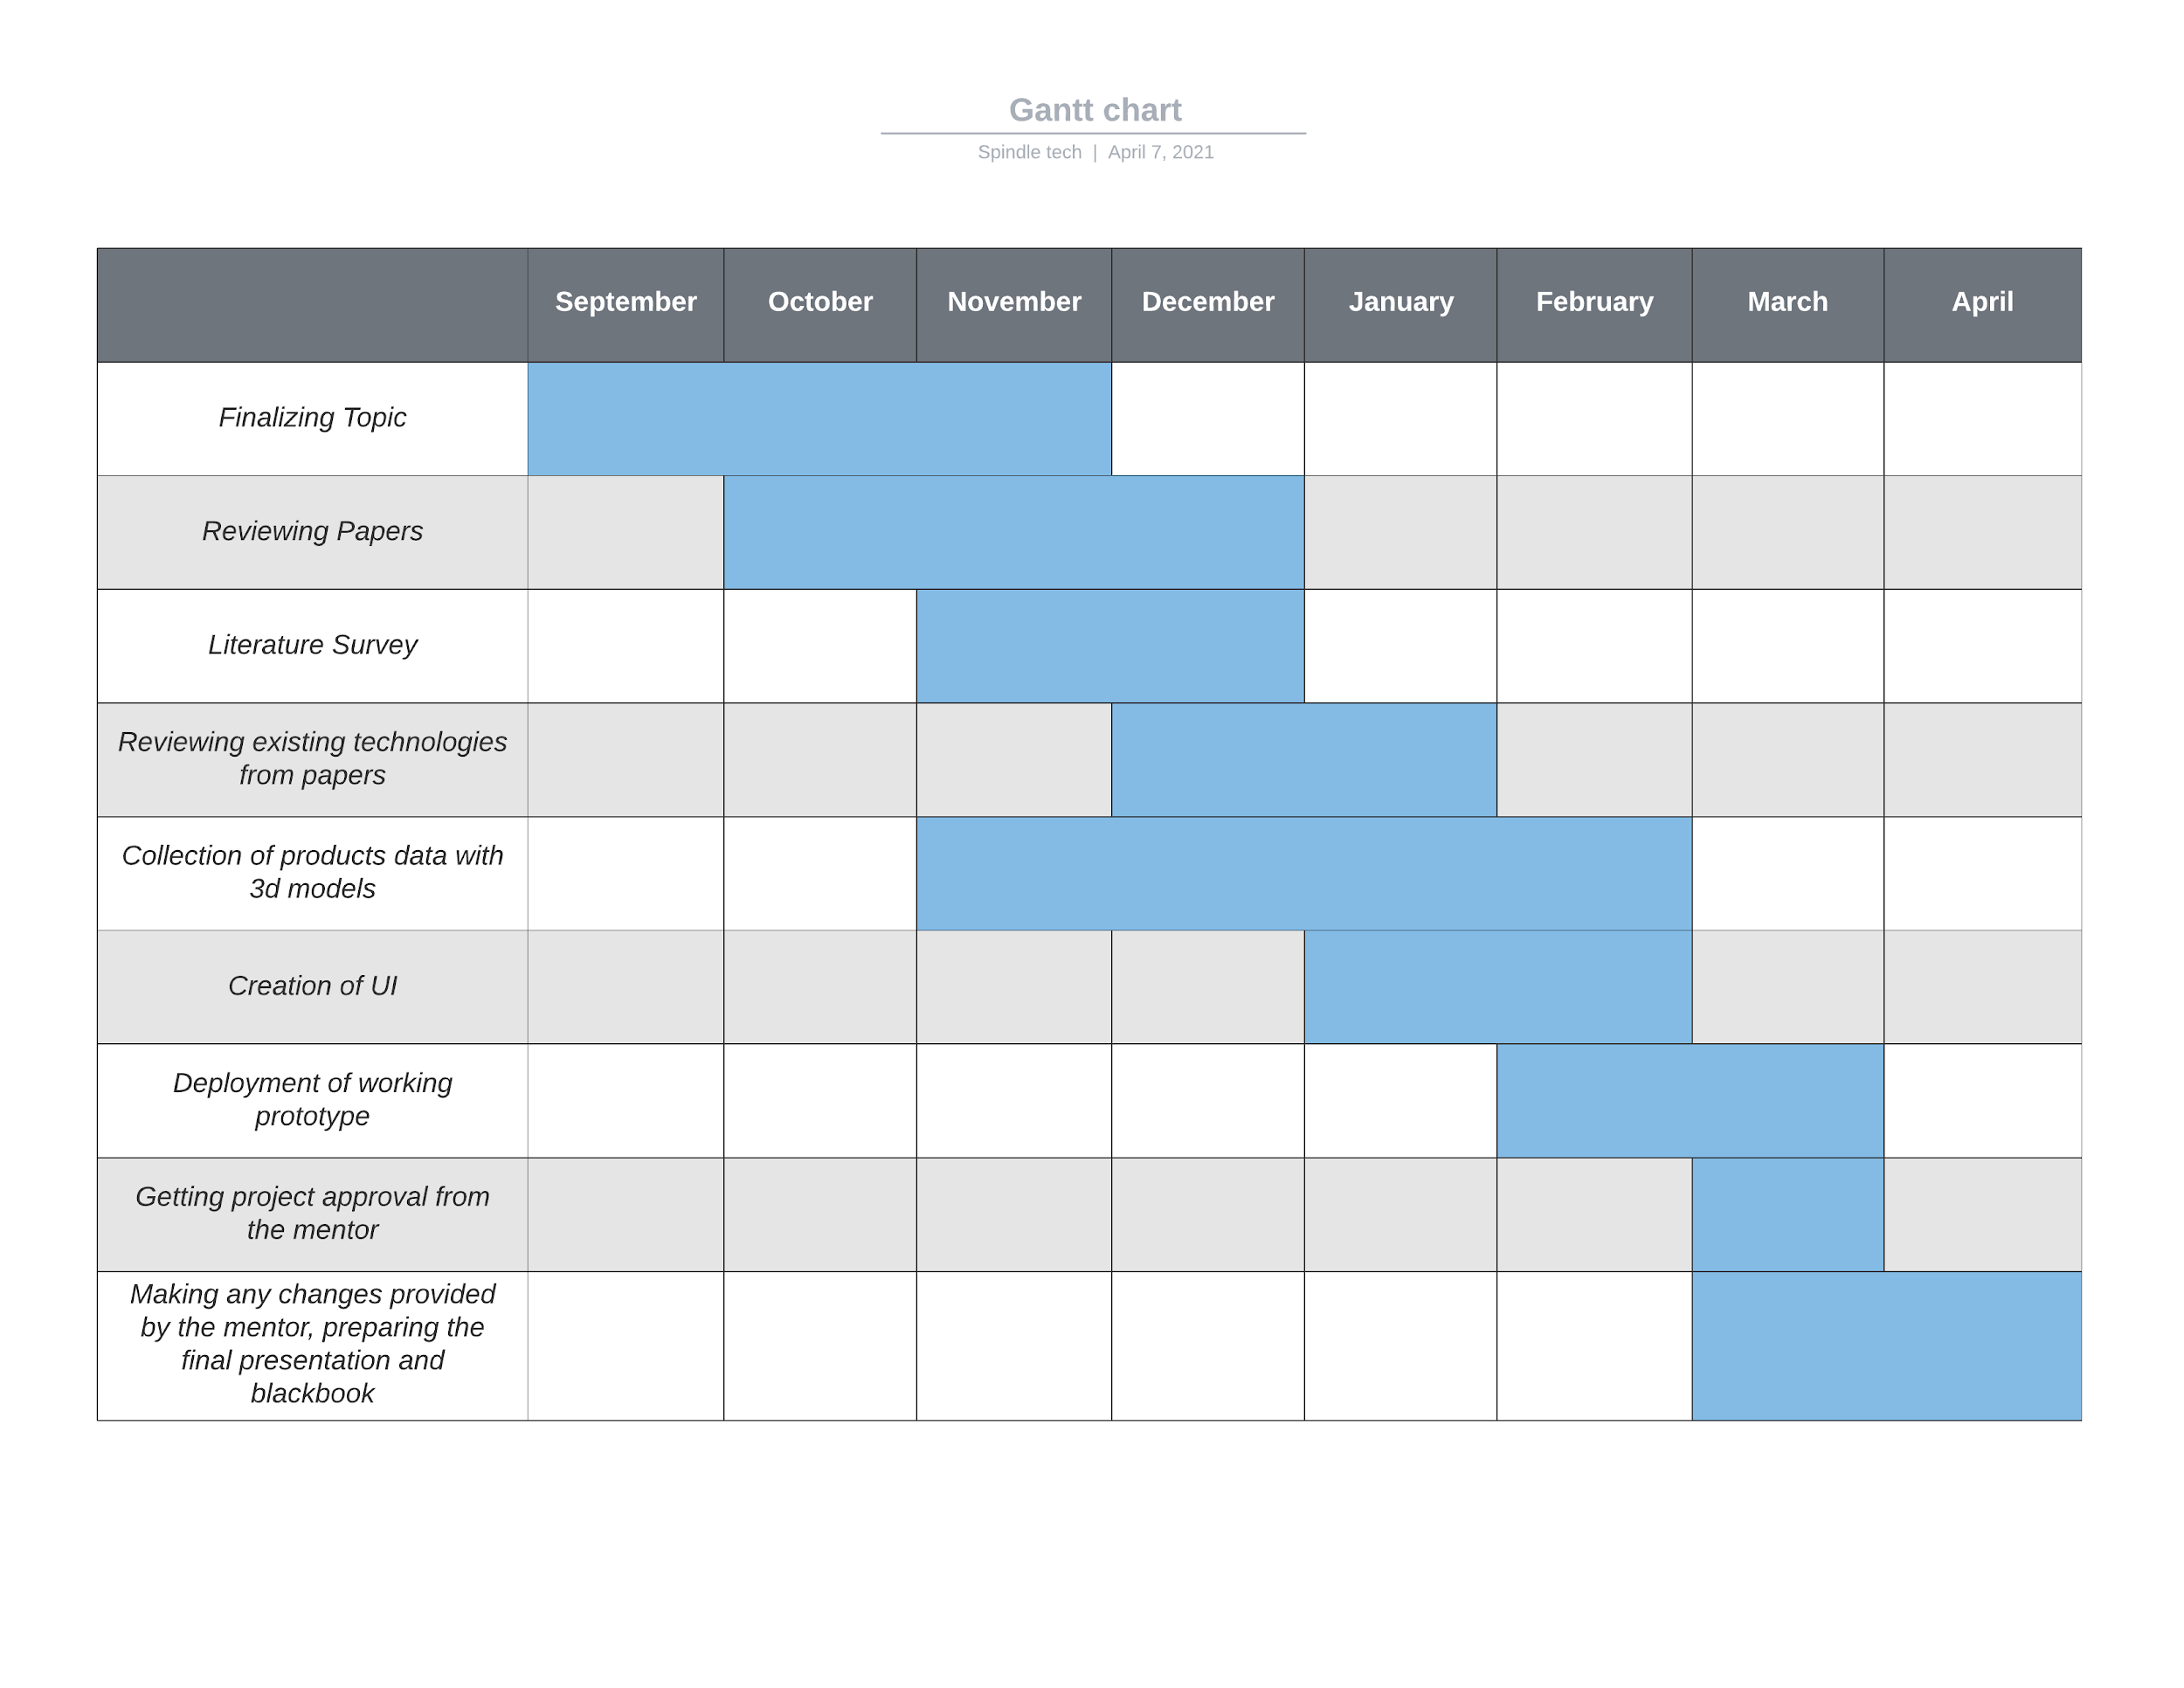 Gantt chart
Spindle tech | April 7, 2021
September October November December January February March April
Finalizing Topic
Reviewing Papers
Literature Survey
Reviewing existing technologies
from papers
Collection of products data with
3d models
Creation of UI
Deployment of working
prototype
Getting project approval from
the mentor
Making any changes provided
by the mentor, preparing the
final presentation and
blackbook